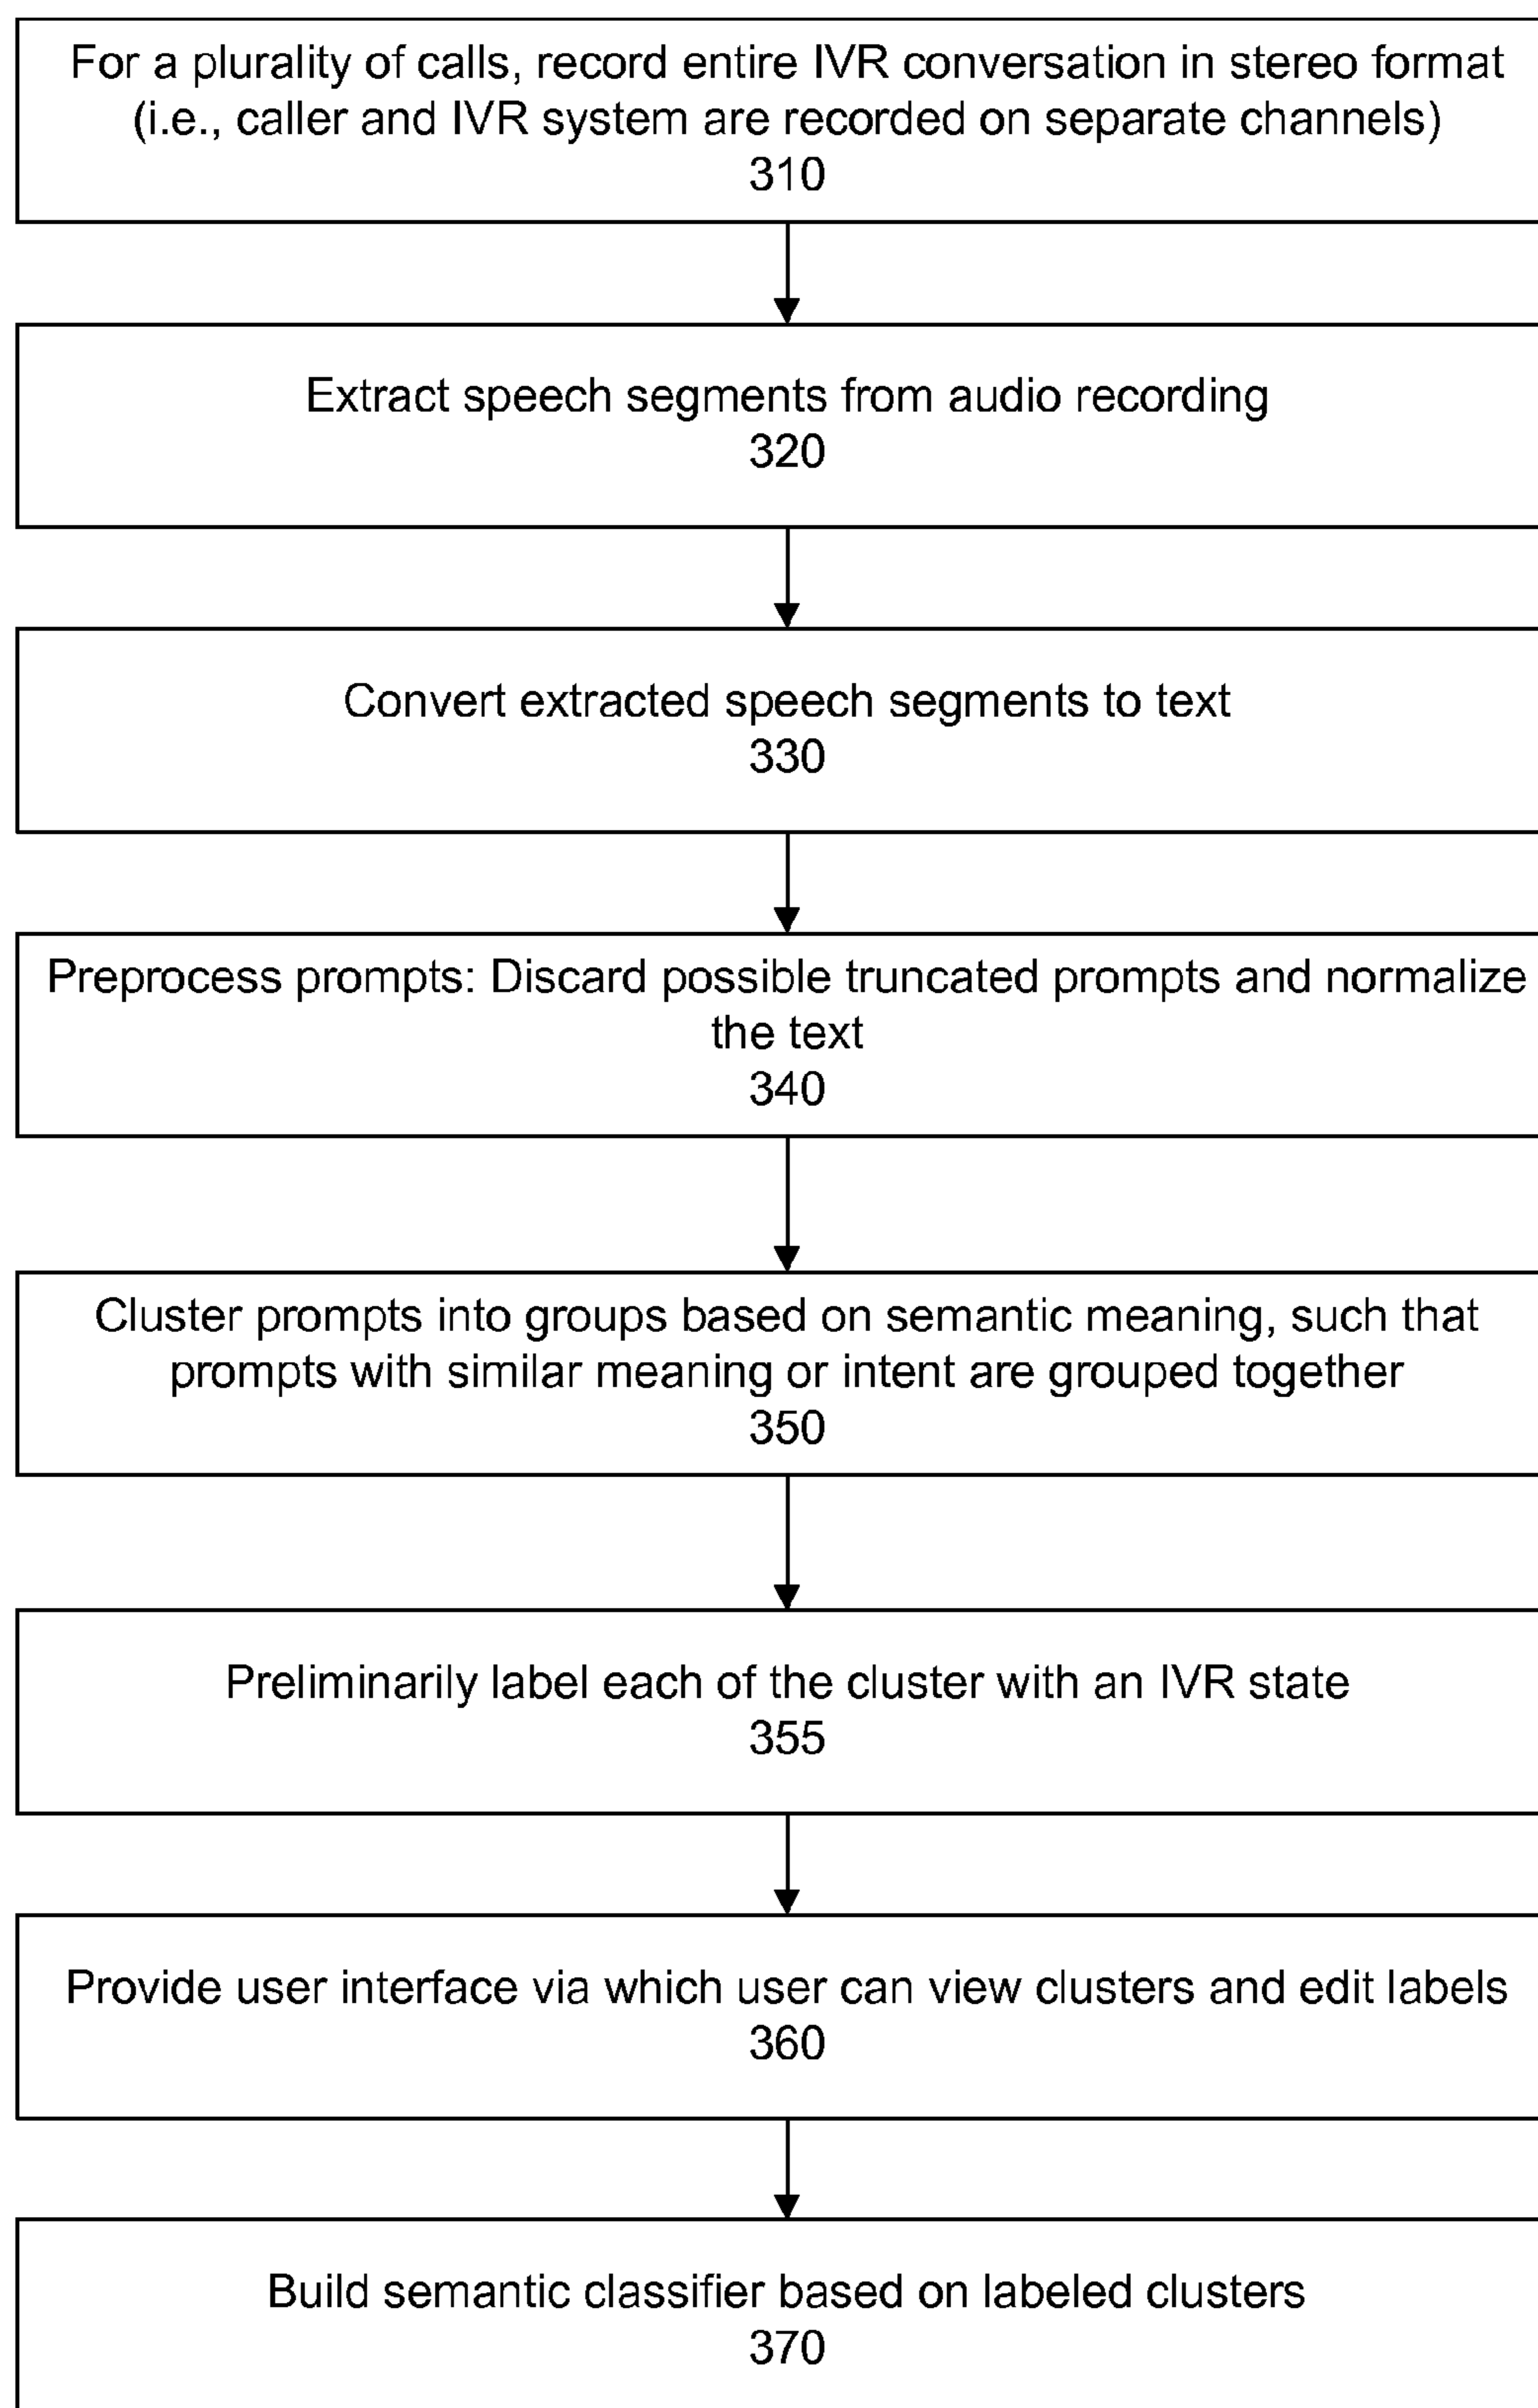 For a plurality of calls, record entire IVR conversation in stereo format
(i.e., caller and IVR system are recorded on separate channels)
310
Extract speech segments from audio recording
320
Convert extracted speech segments to text
330
Preprocess prompts: Discard possible truncated prompts and normalize
the text
340
Cluster prompts into groups based on semantic meaning, such that
prompts with similar meaning or intent are grouped together
350
Preliminarily label each of the cluster with an IVR state
355
Provide user interface via which user can view clusters and edit labels
360
Build semantic classifier based on labeled clusters
370